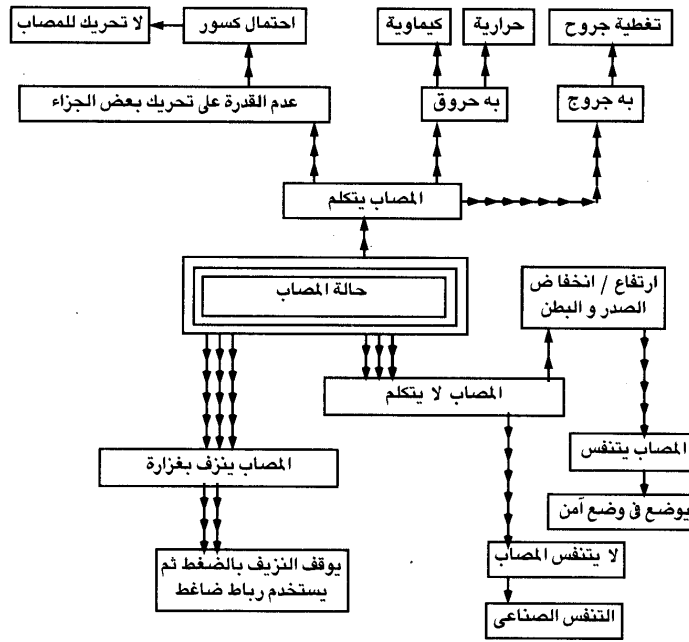 لا تحريك للمصاب
احتمال كسور
كيماوية
حرارية
تغطية جروح
عدم القدرة على تحريك بعض الجزاء
به حروق
به جروج
المصاب يتكلم
حالة المصاب
ارتفاع / انخفاض
الصدر و البطن
المصاب لا يتكلم
المصاب يتنفس
المصاب ينزف بغزارة
يوضع فى وضع آمن
يوقف النزيف بالضغط ثم
يستخدم رباط ضاغط
لا يتنفس المصاب
التنفس الصناعى